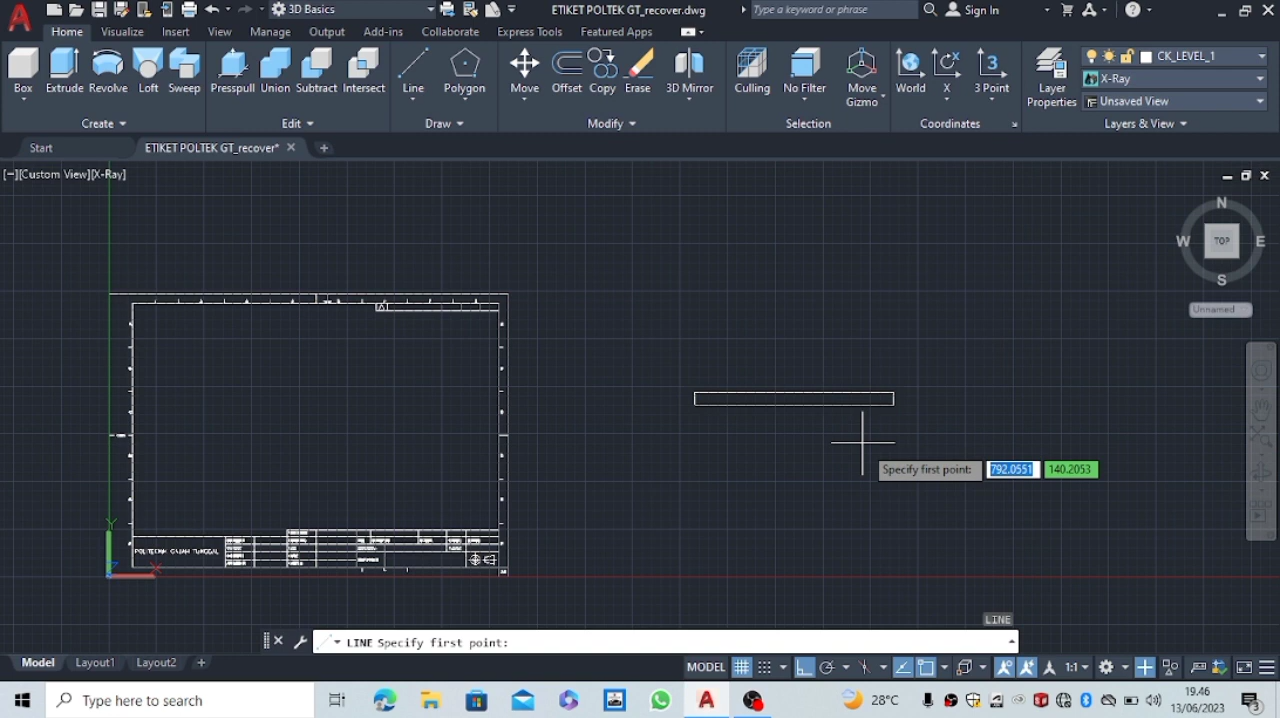 3D Basics
ETIKET POLTEK GT_recover.dwg
Type a keyword or phrase
Sign In
Home
Visualize
Insert
View
Manage
Output
Add-ins
Collaborate
Express Tools
Featured Apps
Box
Extrude
Revolve
Loft
Sweep
Presspull
Union
Subtract
Intersect
Line
Polygon
Move
Offset
Copy
Erase
3D Mirror
Culling
No Filter
Move Gizmo
World
X
3 Point
Layer Properties
CK_LEVEL_1
X-Ray
Unsaved View
Create
Edit
Draw
Modify
Selection
Coordinates
Layers & View
Start
ETIKET POLTEK GT_recover*
[−][Custom View][X-Ray]
N
W
TOP
E
S
Unnamed
Specify first point:
792.0551
140.2053
Y
X
POLITEKNIK GAJAH TUNGGAL
LINE
LINE Specify first point:
Model
Layout1
Layout2
MODEL
1:1
Type here to search
28°C
19.46
13/06/2023
3